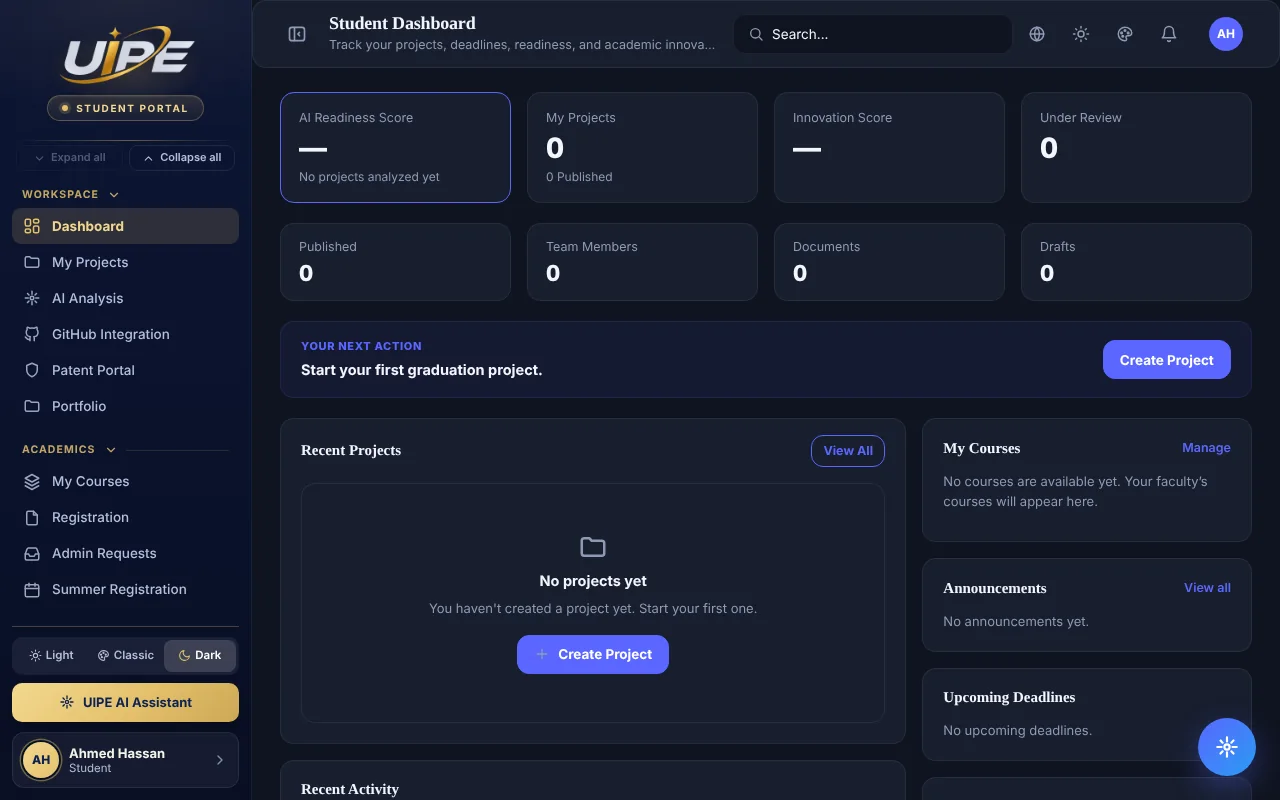 UIPE
STUDENT PORTAL
Expand all
Collapse all
WORKSPACE
Dashboard
My Projects
AI Analysis
GitHub Integration
Patent Portal
Portfolio
ACADEMICS
My Courses
Registration
Admin Requests
Summer Registration
Light
Classic
Dark
UIPE AI Assistant
AH
Ahmed Hassan
Student
Student Dashboard
Track your projects, deadlines, readiness, and academic innova...
Search...
AH
AI Readiness Score
—
No projects analyzed yet
My Projects
0
0 Published
Innovation Score
—
Under Review
0
Published
0
Team Members
0
Documents
0
Drafts
0
YOUR NEXT ACTION
Start your first graduation project.
Create Project
Recent Projects
View All
No projects yet
You haven't created a project yet. Start your first one.
Create Project
Recent Activity
My Courses
Manage
No courses are available yet. Your faculty’s
courses will appear here.
Announcements
View all
No announcements yet.
Upcoming Deadlines
No upcoming deadlines.